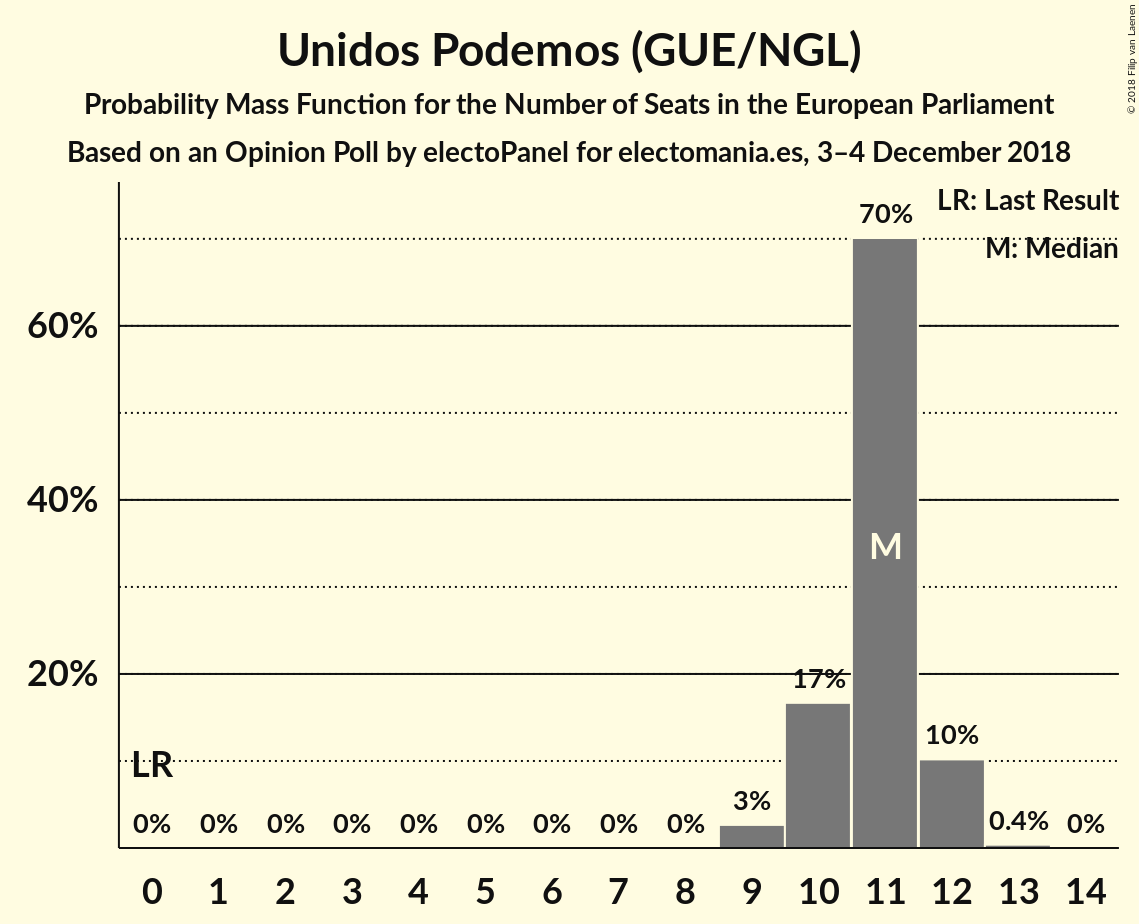 Unidos Podemos (GUE/NGL)
Probability Mass Function for the Number of Seats in the European Parliament
Based on an Opinion Poll by electoPanel for electomania.es, 3–4 December 2018
© 2018 Filip van Laenen
LR: Last Result
M: Median
70%
60%
40%
M
20%
17%
10%
LR
3%
0% 0% 0% 0% 0% 0% 0% 0% 0% 0.4% 0%
0 1 2 3 4 5 6 7 8 9 10 11 12 13 14